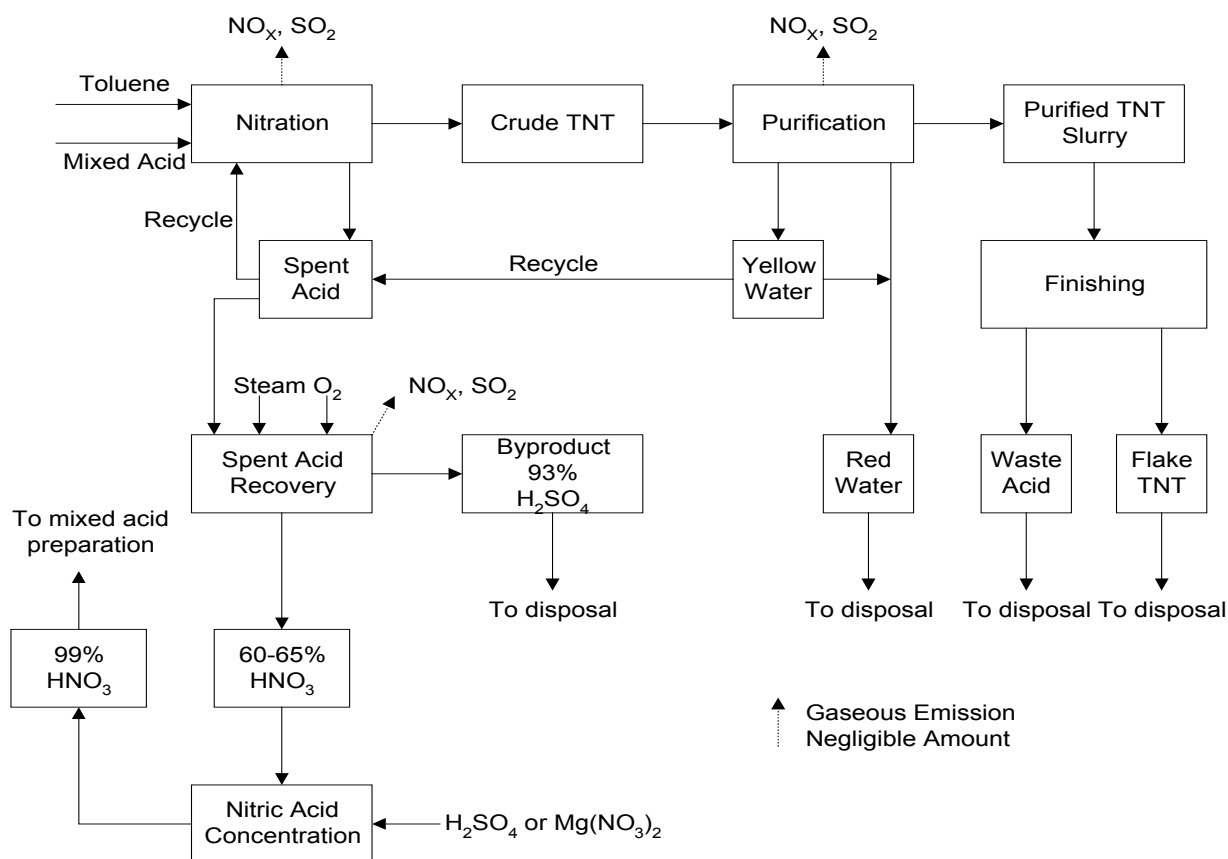 NOX, SO2
NOX, SO2
Toluene
Nitration
Crude TNT
Purification
Purified TNT
Slurry
Mixed Acid
Recycle
Spent
Acid
Recycle
Yellow
Water
Finishing
Steam O2
NOX, SO2
Spent Acid
Recovery
Byproduct
93%
H2SO4
Red
Water
Waste
Acid
Flake
TNT
To mixed acid
preparation
To disposal
To disposal
To disposal
To disposal
99%
HNO3
60-65%
HNO3
Gaseous Emission
Negligible Amount
Nitric Acid
Concentration
H2SO4 or Mg(NO3)2